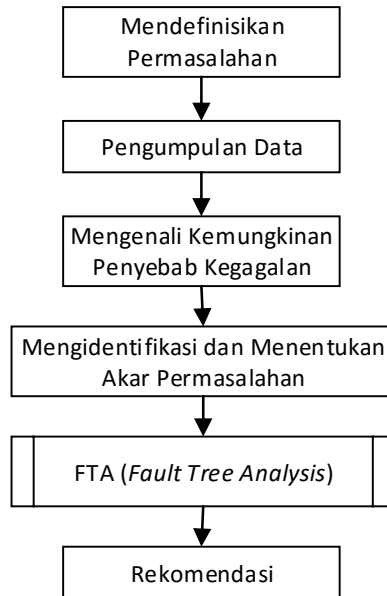 Mendefinisikan
Permasalahan
Pengumpulan Data
Mengenali Kemungkinan
Penyebab Kegagalan
Mengidentifikasi dan Menentukan
Akar Permasalahan
FTA (Fault Tree Analysis)
Rekomendasi